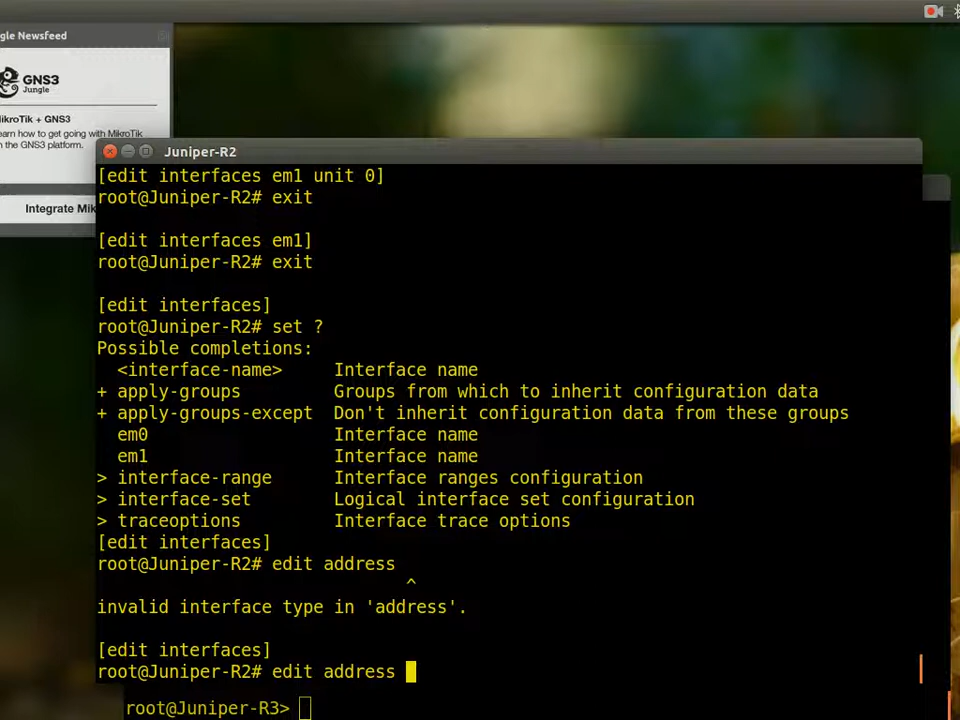 gle Newsfeed
GNS3
Jungle
ikroTik + GNS3
earn how to get going with MikroTik
n the GNS3 platform.
Integrate Mik
Juniper-R2
[edit interfaces em1 unit 0]
root@Juniper-R2# exit
[edit interfaces em1]
root@Juniper-R2# exit
[edit interfaces]
root@Juniper-R2# set ?
Possible completions:
<interface-name> Interface name
+ apply-groups Groups from which to inherit configuration data
+ apply-groups-except Don't inherit configuration data from these groups
em0 Interface name
em1 Interface name
> interface-range Interface ranges configuration
> interface-set Logical interface set configuration
> traceoptions Interface trace options
[edit interfaces]
root@Juniper-R2# edit address
^
invalid interface type in 'address'.
[edit interfaces]
root@Juniper-R2# edit address
root@Juniper-R3>